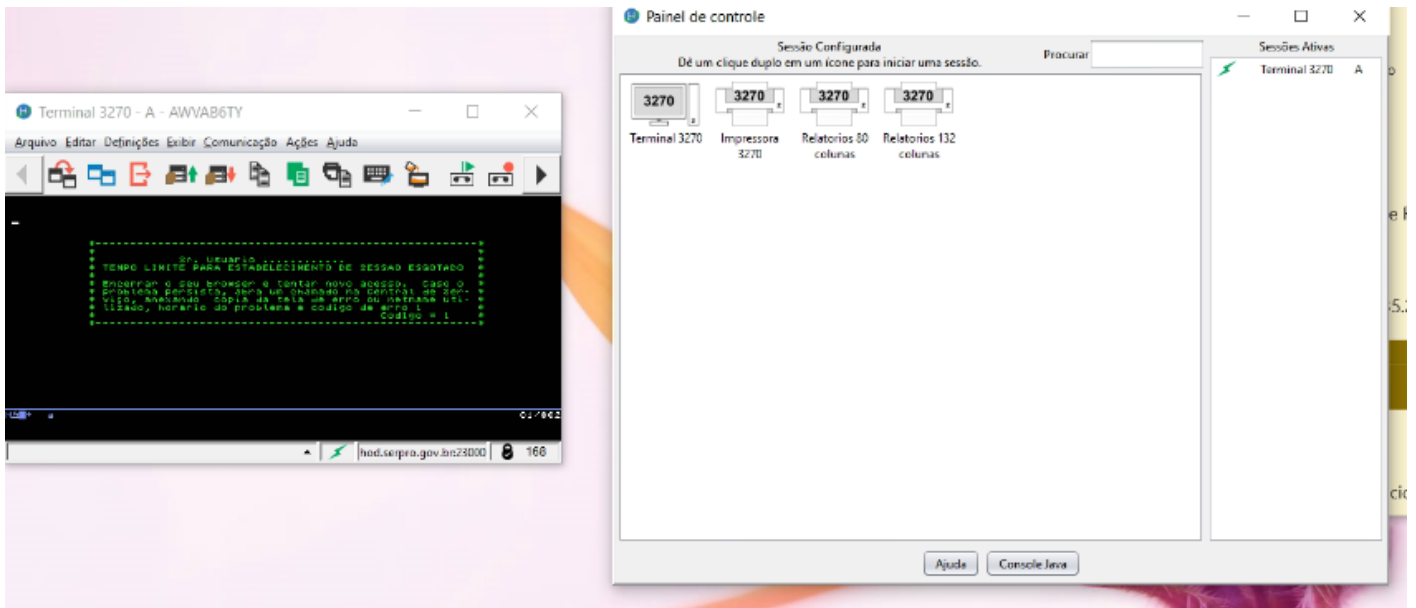 Terminal 3270 - A - AWVAB6TY
Arquivo Editar Definições Exibir Comunicação Ações Ajuda
Sr. Usuario ............
TEMPO LIMITE PARA ESTABELECIMENTO DE SESSAO ESGOTADO
Encerrar o seu browser e tentar novo acesso. Caso o
problema persista, abra um chamado na Central de Ser-
viço, anexando copia da tela de erro ou netname uti-
lizado, horario do problema e codigo de erro 1
Codigo = 1
01/002
hod.serpro.gov.br:23000
168
Painel de controle
Sessão Configurada
Dê um clique duplo em um ícone para iniciar uma sessão.
Procurar
3270
Terminal 3270
3270
Impressora
3270
3270
Relatorios 80
colunas
3270
Relatorios 132
colunas
Sessões Ativas
Terminal 3270 A
Ajuda
Console Java